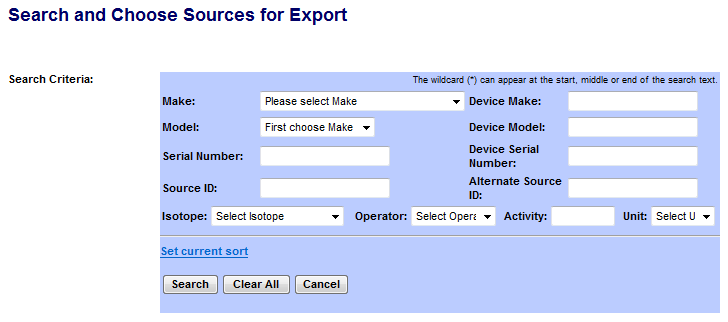 Search and Choose Sources for Export
Search Criteria:
The wildcard (*) can appear at the start, middle or end of the search text.
Make: Please select Make Device Make:
Model: First choose Make Device Model:
Serial Number: Device Serial
Number:
Source ID: Alternate Source
ID:
Isotope: Select Isotope Operator: Select Opera Activity: Unit: Select U
Set current sort
Search Clear All Cancel